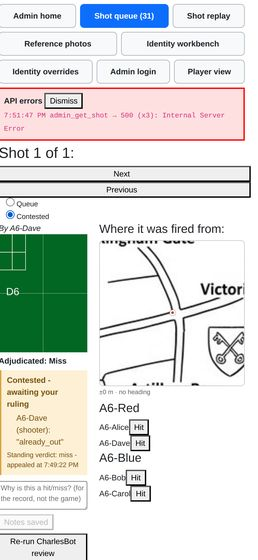 Admin home
Shot queue (31)
Shot replay
Reference photos
Identity workbench
Identity overrides
Admin login
Player view
API errors Dismiss
7:51:47 PM admin_get_shot → 500 (x3): Internal Server
Error
Shot 1 of 1:
Next
Previous
Queue
Contested
By A6-Dave
D6
Adjudicated: Miss
Contested -
awaiting your
ruling
A6-Dave
(shooter):
"already_out"
Standing verdict: miss -
appealed at 7:49:22 PM
Why is this a hit/miss? (for
the record, not the game)
Notes saved
Re-run CharlesBot
review
Where it was fired from:
Victori
±0 m · no heading
A6-Red
A6-Alice Hit
A6-Dave Hit
A6-Blue
A6-Bob Hit
A6-Carol Hit